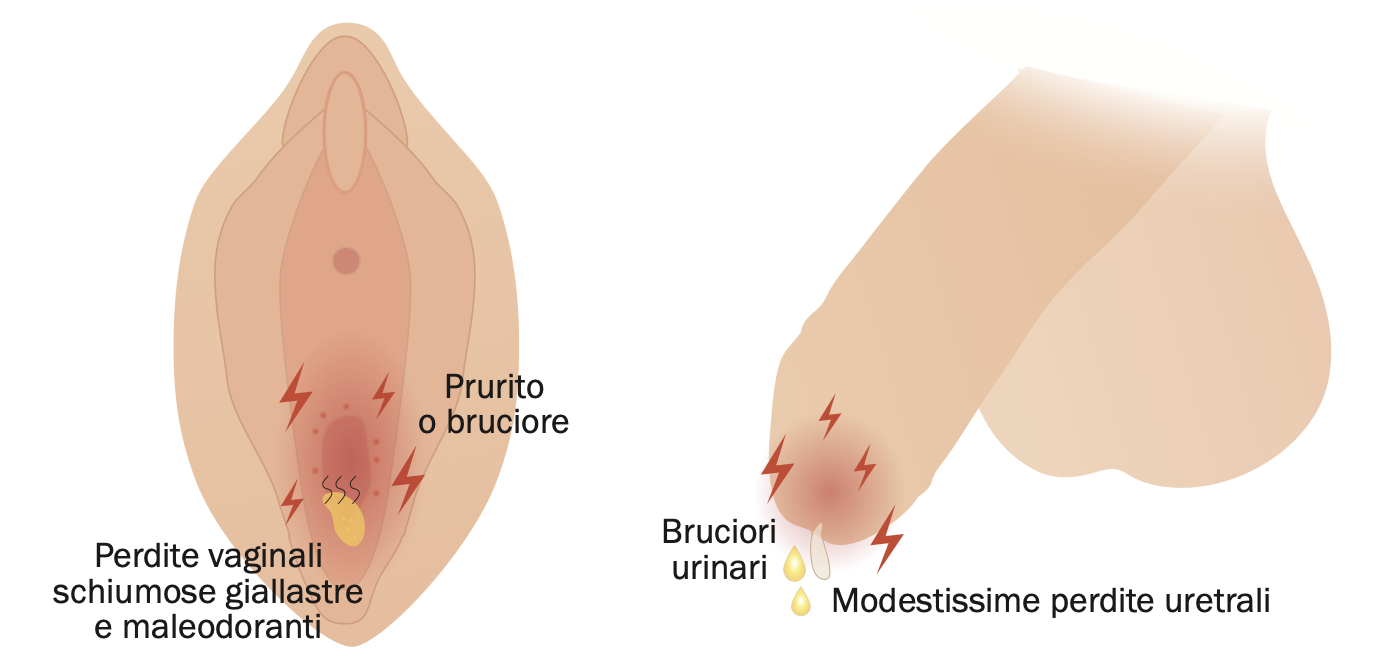 Prurito
o bruciore
Perdite vaginali
schiumose giallastre
e maleodoranti
Bruciori
urinari
Modestissime perdite uretrali